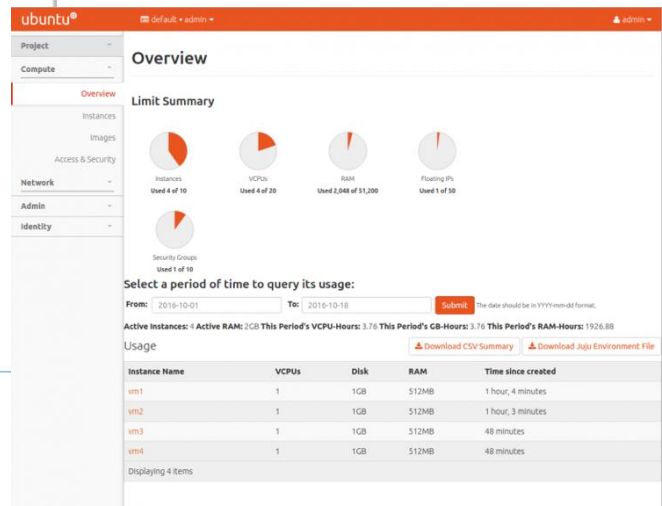 ubuntu®
default • admin
admin
Project
Compute
Overview
Instances
Images
Access & Security
Network
Admin
Identity
Overview
Limit Summary
Instances
Used 4 of 10
VCPUs
Used 4 of 20
RAM
Used 2,048 of 51,200
Floating IPs
Used 1 of 50
Security Groups
Used 1 of 10
Select a period of time to query its usage:
From: 2016-10-01 To: 2016-10-18 Submit The date should be in YYYY-mm-dd format.
Active Instances: 4 Active RAM: 2GB This Period's VCPU-Hours: 3.76 This Period's GB-Hours: 3.76 This Period's RAM-Hours: 1926.88
Usage
Download CSV Summary Download Juju Environment File
Instance Name VCPUs Disk RAM Time since created
vm1 1 1GB 512MB 1 hour, 4 minutes
vm2 1 1GB 512MB 1 hour, 3 minutes
vm3 1 1GB 512MB 48 minutes
vm4 1 1GB 512MB 48 minutes
Displaying 4 items